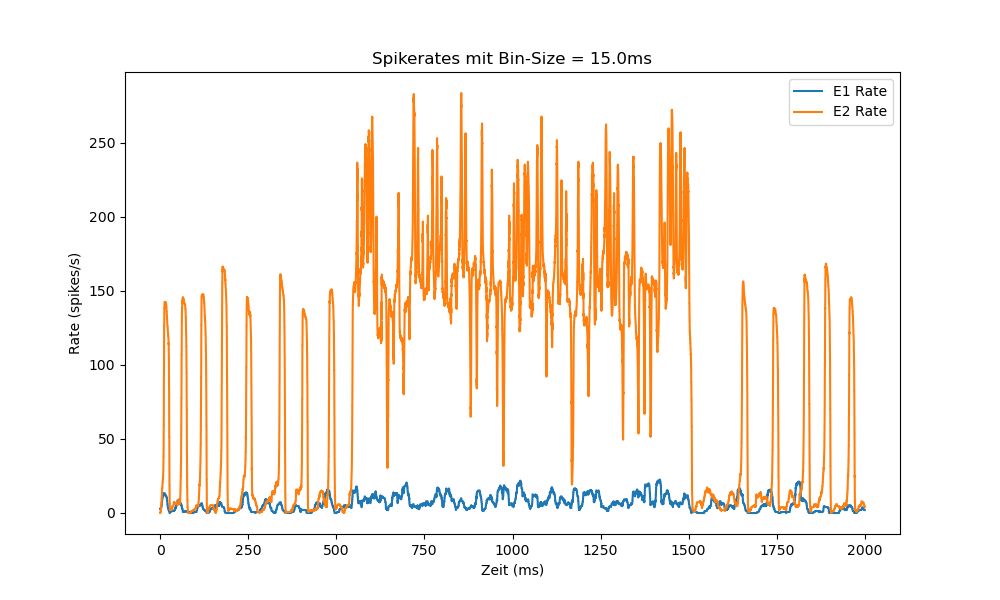 Spikerates mit Bin-Size = 15.0ms
E1 Rate
E2 Rate
Rate (spikes/s)
250
200
150
100
50
0
0 250 500 750 1000 1250 1500 1750 2000
Zeit (ms)